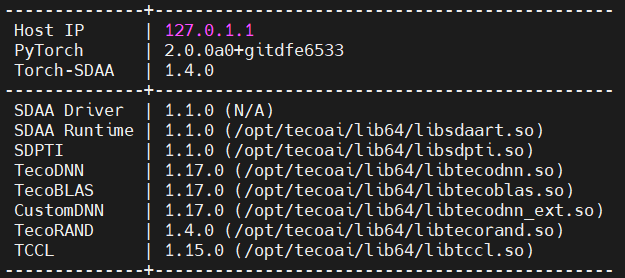 --------------+---------------------------------------------
Host IP | 127.0.1.1
PyTorch | 2.0.0a0+gitdfe6533
Torch-SDAA | 1.4.0
--------------+---------------------------------------------
SDAA Driver | 1.1.0 (N/A)
SDAA Runtime | 1.1.0 (/opt/tecoai/lib64/libsdaart.so)
SDPTI | 1.1.0 (/opt/tecoai/lib64/libsdpti.so)
TecoDNN | 1.17.0 (/opt/tecoai/lib64/libtecodnn.so)
TecoBLAS | 1.17.0 (/opt/tecoai/lib64/libtecoblas.so)
CustomDNN | 1.17.0 (/opt/tecoai/lib64/libtecodnn_ext.so)
TecoRAND | 1.4.0 (/opt/tecoai/lib64/libtecorand.so)
TCCL | 1.15.0 (/opt/tecoai/lib64/libtccl.so)
--------------+---------------------------------------------